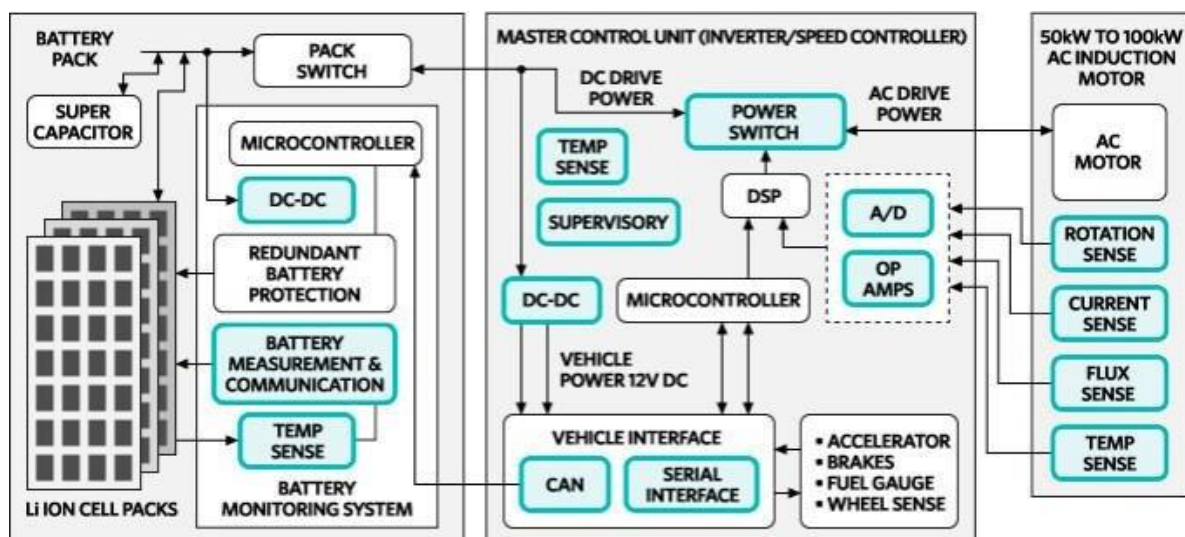 BATTERY
PACK
PACK
SWITCH
SUPER
CAPACITOR
MICROCONTROLLER
DC-DC
REDUNDANT
BATTERY
PROTECTION
BATTERY
MEASUREMENT &
COMMUNICATION
TEMP
SENSE
BATTERY
MONITORING SYSTEM
Li ION CELL PACKS
MASTER CONTROL UNIT (INVERTER/SPEED CONTROLLER)
DC DRIVE
POWER
POWER
SWITCH
AC DRIVE
POWER
TEMP
SENSE
SUPERVISORY
DSP
A/D
OP
AMPS
DC-DC
MICROCONTROLLER
VEHICLE
POWER 12V DC
VEHICLE INTERFACE
CAN
SERIAL
INTERFACE
▪ ACCELERATOR
▪ BRAKES
▪ FUEL GAUGE
▪ WHEEL SENSE
50kW TO 100kW
AC INDUCTION
MOTOR
AC
MOTOR
ROTATION
SENSE
CURRENT
SENSE
FLUX
SENSE
TEMP
SENSE